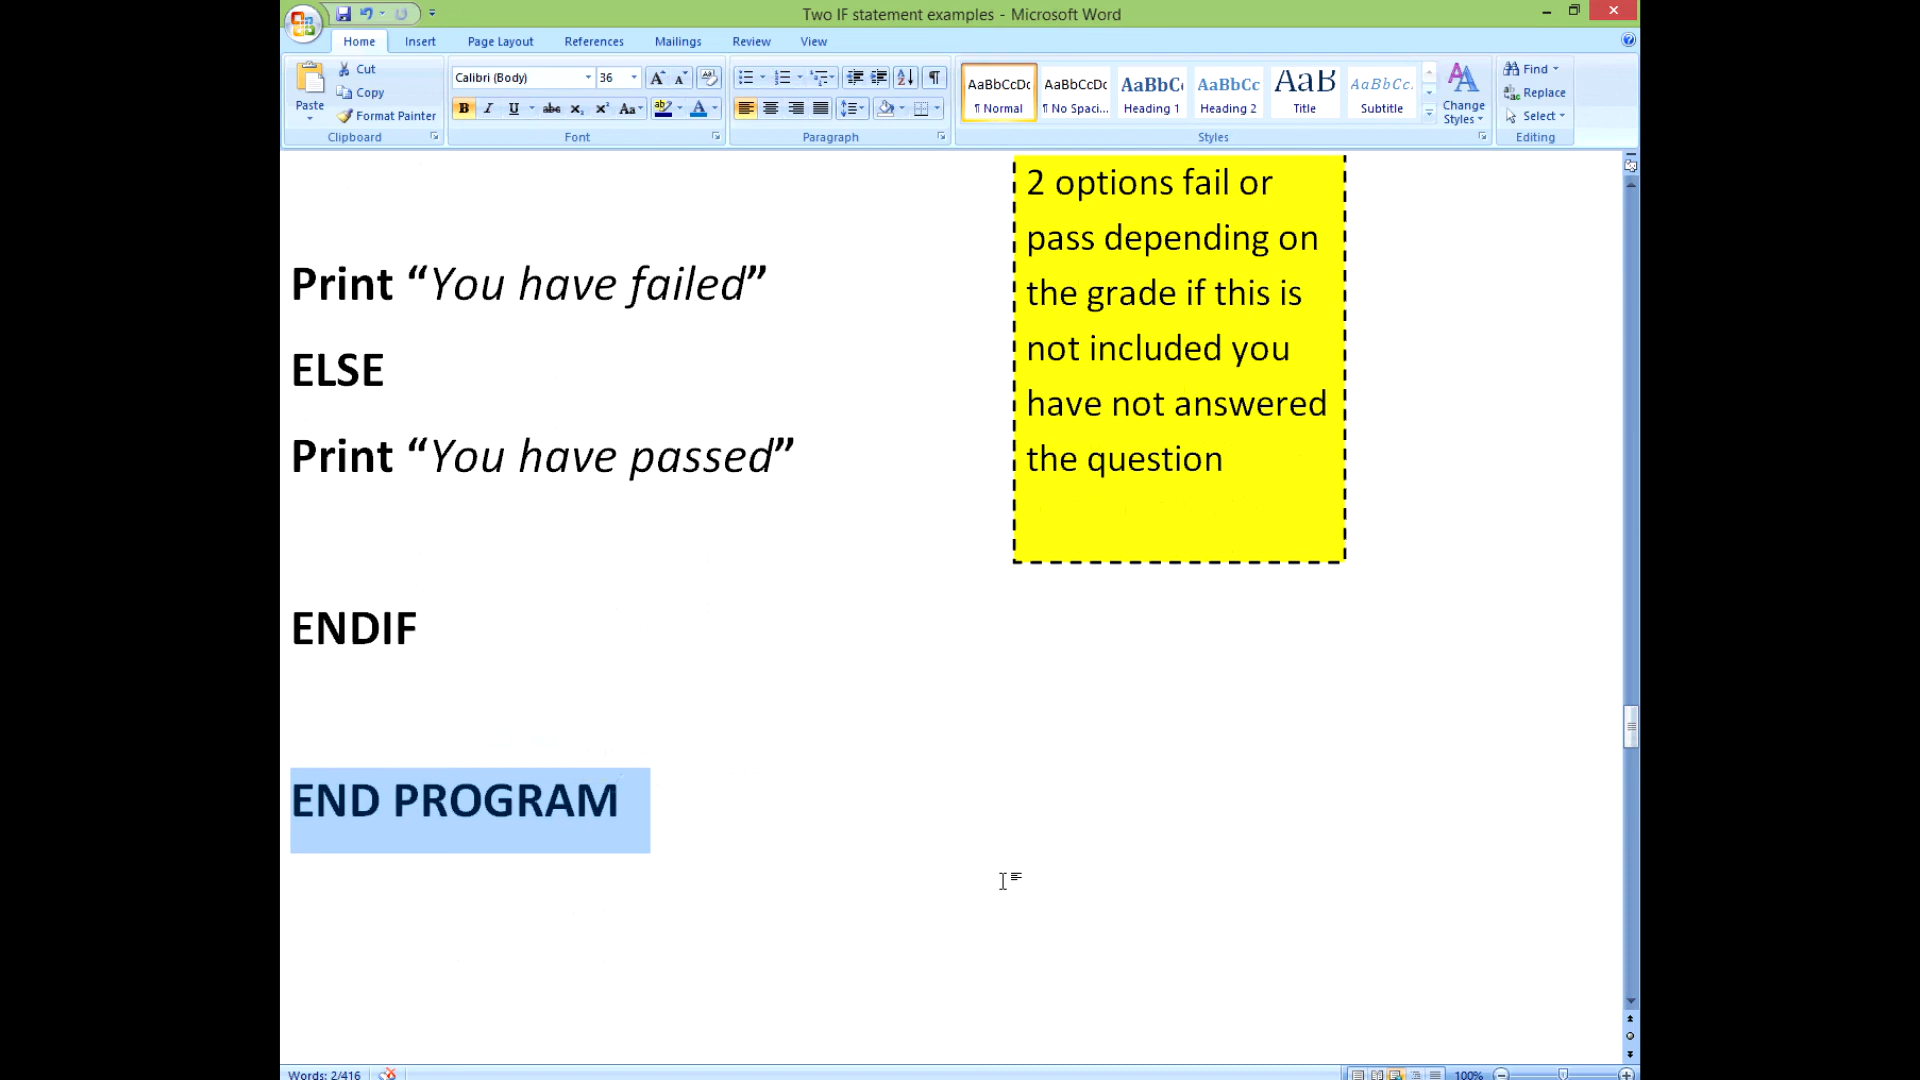 Two IF statement examples - Microsoft Word
Home Insert Page Layout References Mailings Review View
Paste
Cut
Copy
Format Painter
Clipboard
Calibri (Body) 36
Font
Paragraph
AaBbCcDc AaBbCcDc AaBbC AaBbCc AaB AaBbCc.
¶ Normal ¶ No Spaci... Heading 1 Heading 2 Title Subtitle
Change Styles
Styles
Find
Replace
Select
Editing
Print “You have failed”
ELSE
Print “You have passed”
ENDIF
END PROGRAM
2 options fail or
pass depending on
the grade if this is
not included you
have not answered
the question
Words: 2/416
100%